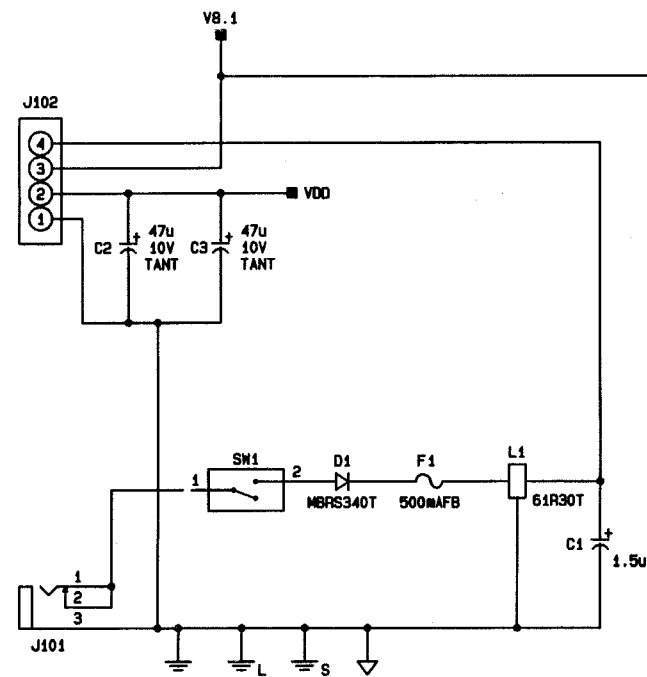 V8.1
J102
4
3
2
1
VDD
C2
47u
10V
TANT
C3
47u
10V
TANT
SW1
1
2
D1
MBRS340T
F1
500mAFB
L1
61R30T
C1
1.5u
1
2
3
J101
L
S